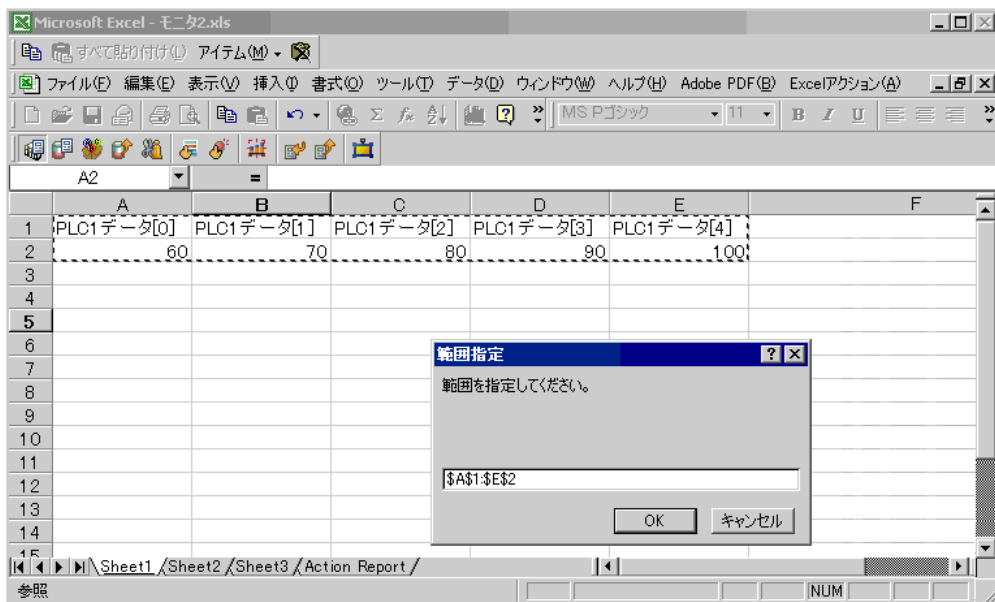 Microsoft Excel - モニタ2.xls
すべて貼り付け(L) アイテム(M)
ファイル(F) 編集(E) 表示(V) 挿入(I) 書式(O) ツール(T) データ(D) ウィンドウ(W) ヘルプ(H) Adobe PDF(B) Excelアクション(A)
MS Pゴシック 11 B I U
A2 =
A B C D E F
1 PLC1データ[0] PLC1データ[1] PLC1データ[2] PLC1データ[3] PLC1データ[4]
2 60 70 80 90 100
3
4
5
6
範囲指定
7
範囲を指定してください。
8
9
10
11
12
$A$1:$E$2
13
OK キャンセル
14
15
Sheet1 Sheet2 Sheet3 Action Report
参照 NUM